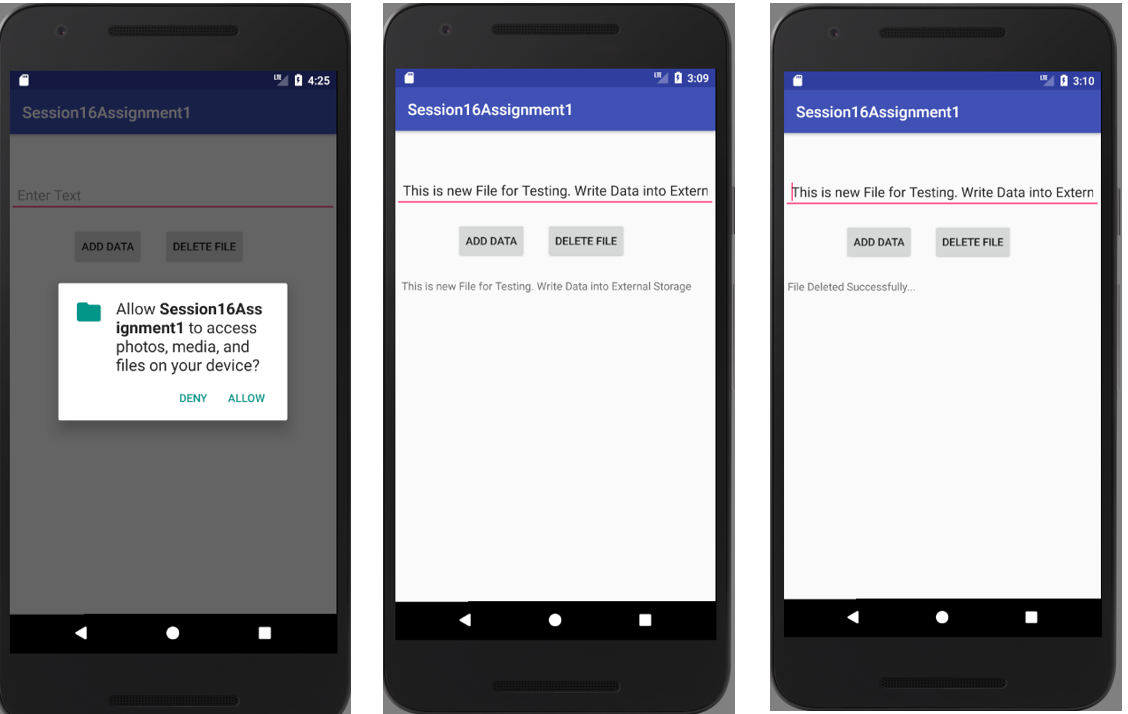 LTE 4:25
Session16Assignment1
Enter Text
ADD DATA DELETE FILE
Allow Session16Ass
ignment1 to access
photos, media, and
files on your device?
DENY ALLOW
LTE 3:09
Session16Assignment1
This is new File for Testing. Write Data into Extern
ADD DATA DELETE FILE
This is new File for Testing. Write Data into External Storage
LTE 3:10
Session16Assignment1
This is new File for Testing. Write Data into Extern
ADD DATA DELETE FILE
File Deleted Successfully...